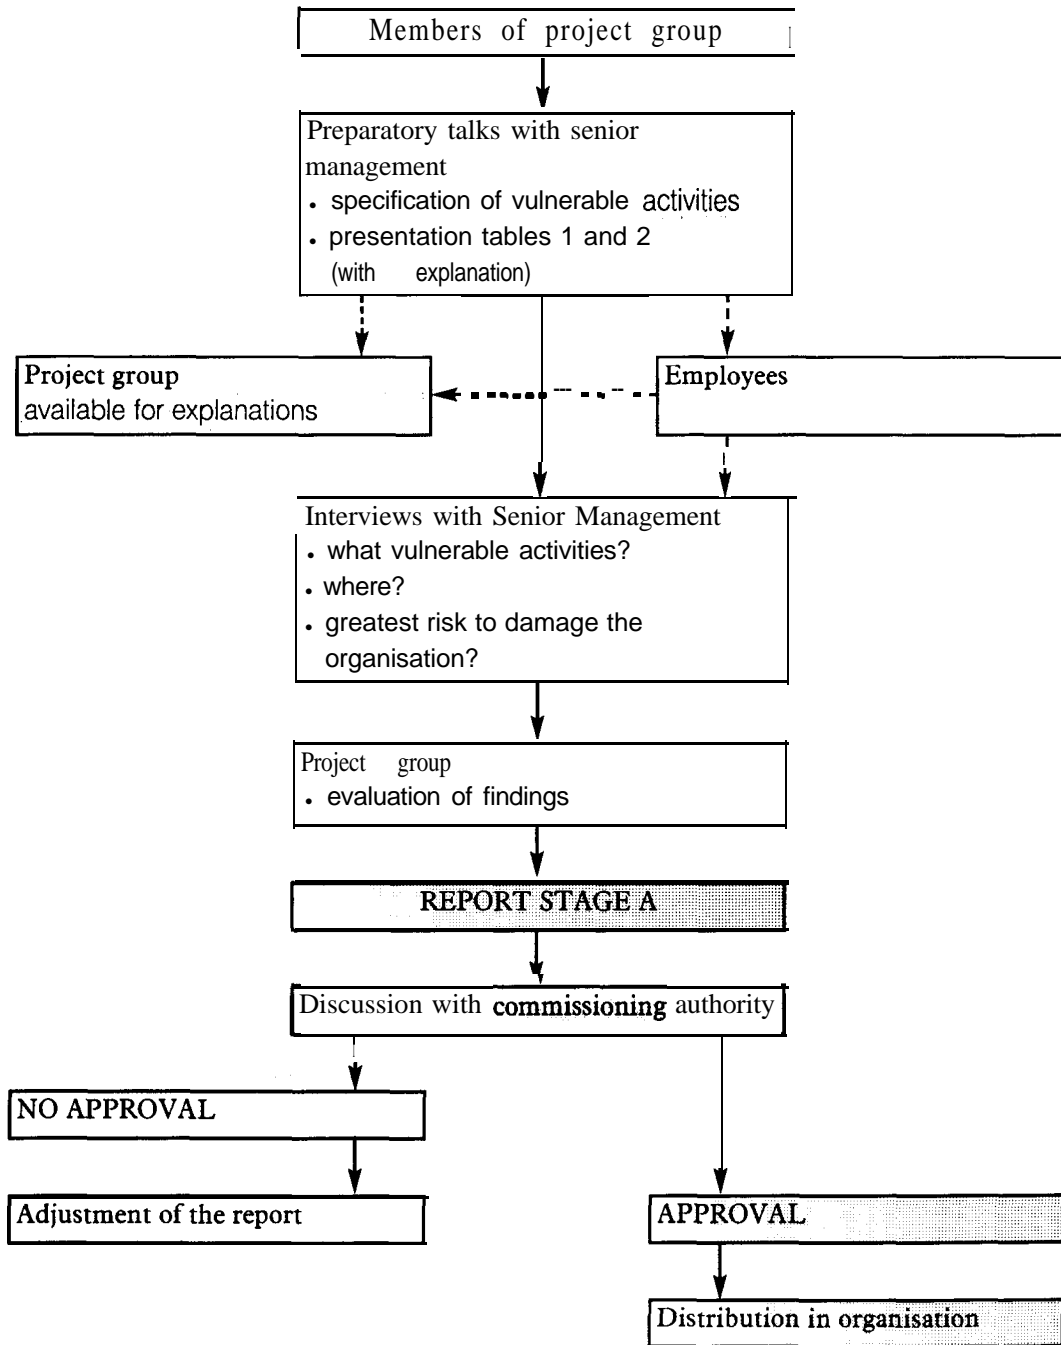 Members of project group
Preparatory talks with senior
management
• specification of vulnerable activities
• presentation tables 1 and 2
(with explanation)
Project group
available for explanations
Employees
Interviews with Senior Management
• what vulnerable activities?
• where?
• greatest risk to damage the
organisation?
Project group
• evaluation of findings
REPORT STAGE A
Discussion with commissioning authority
NO APPROVAL
Adjustment of the report
APPROVAL
Distribution in organisation